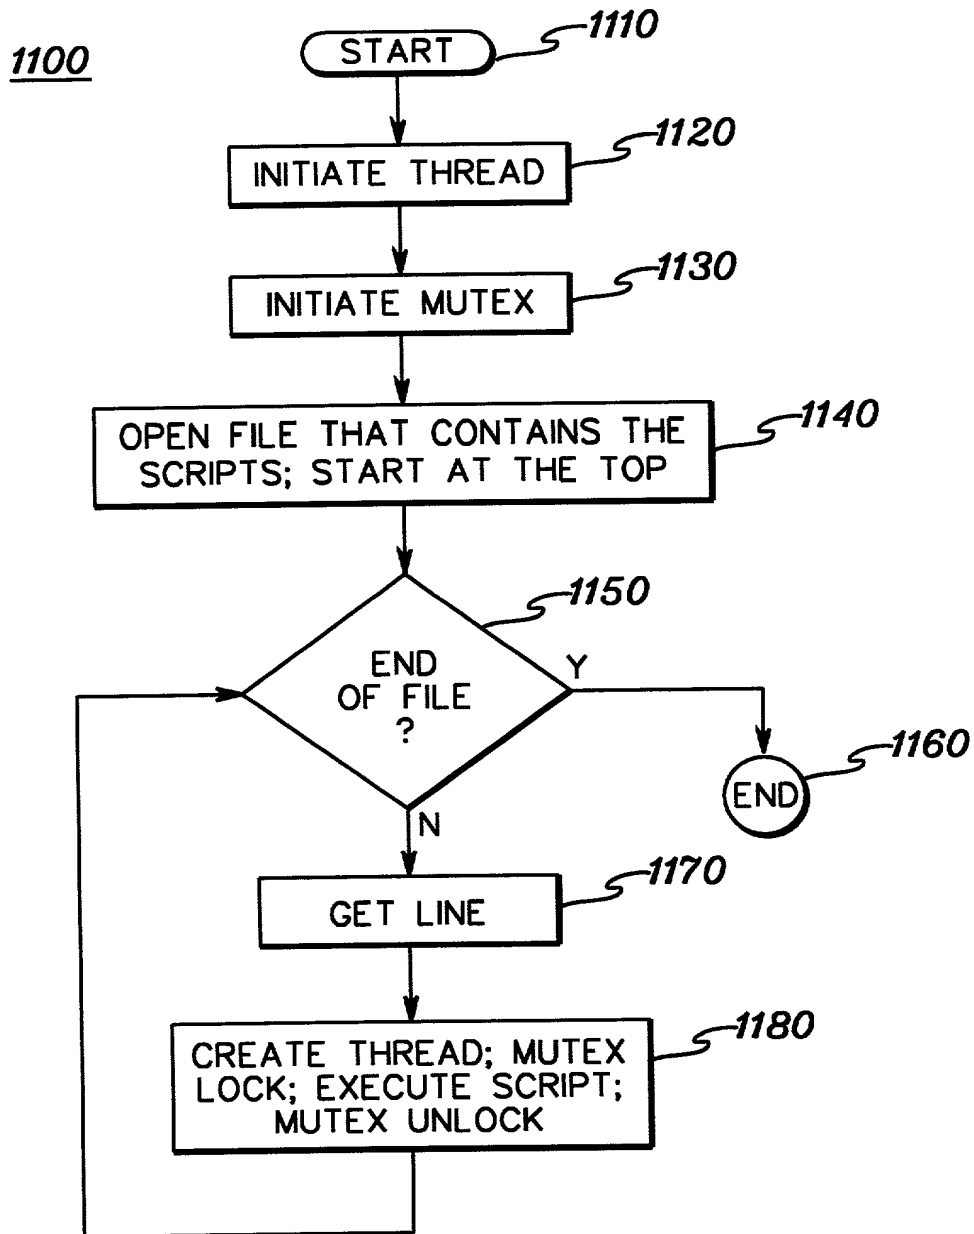 1100
START
1110
INITIATE THREAD
1120
INITIATE MUTEX
1130
OPEN FILE THAT CONTAINS THE
SCRIPTS; START AT THE TOP
1140
END
OF FILE
?
1150
Y
N
END
1160
GET LINE
1170
CREATE THREAD; MUTEX
LOCK; EXECUTE SCRIPT;
MUTEX UNLOCK
1180